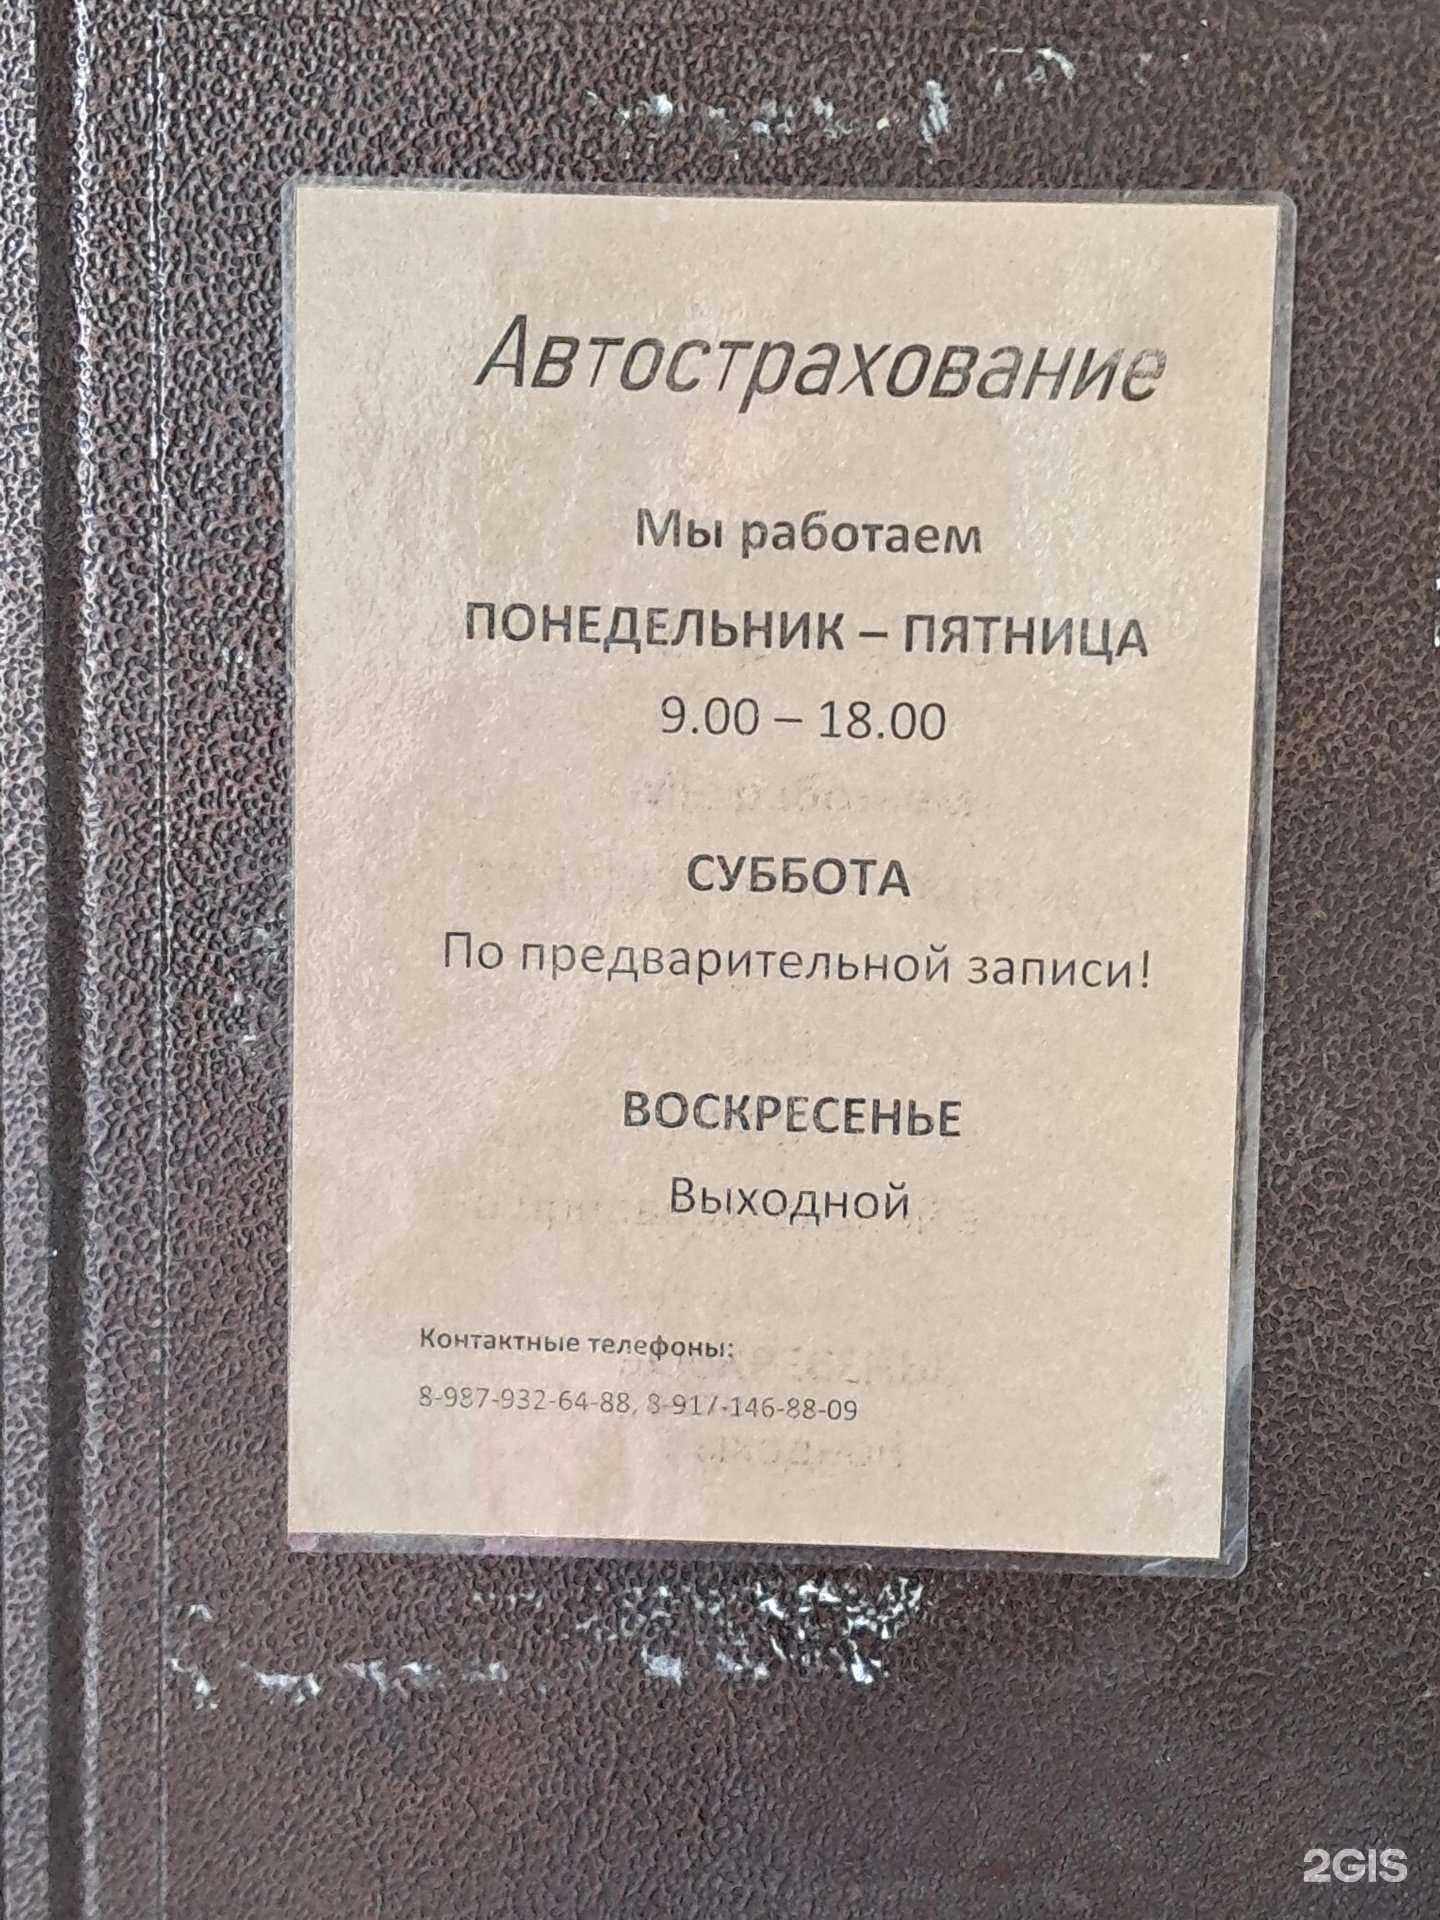 Автострахование
Мы работаем
ПОНЕДЕЛЬНИК – ПЯТНИЦА
9.00 – 18.00
СУББОТА
По предварительной записи!
ВОСКРЕСЕНЬЕ
Выходной
Контактные телефоны:
8-987-932-64-88, 8-917-146-88-09
2GIS